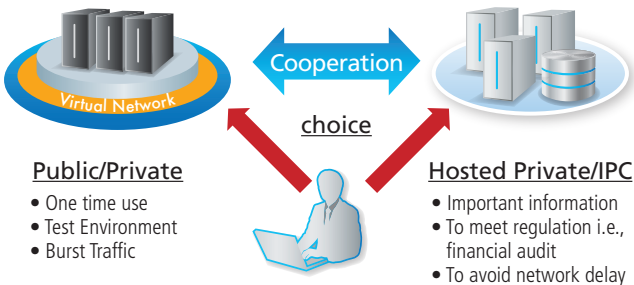 Cooperation
Virtual Network
choice
Public/Private
• One time use
• Test Environment
• Burst Traffic
Hosted Private/IPC
• Important information
• To meet regulation i.e.,
financial audit
• To avoid network delay